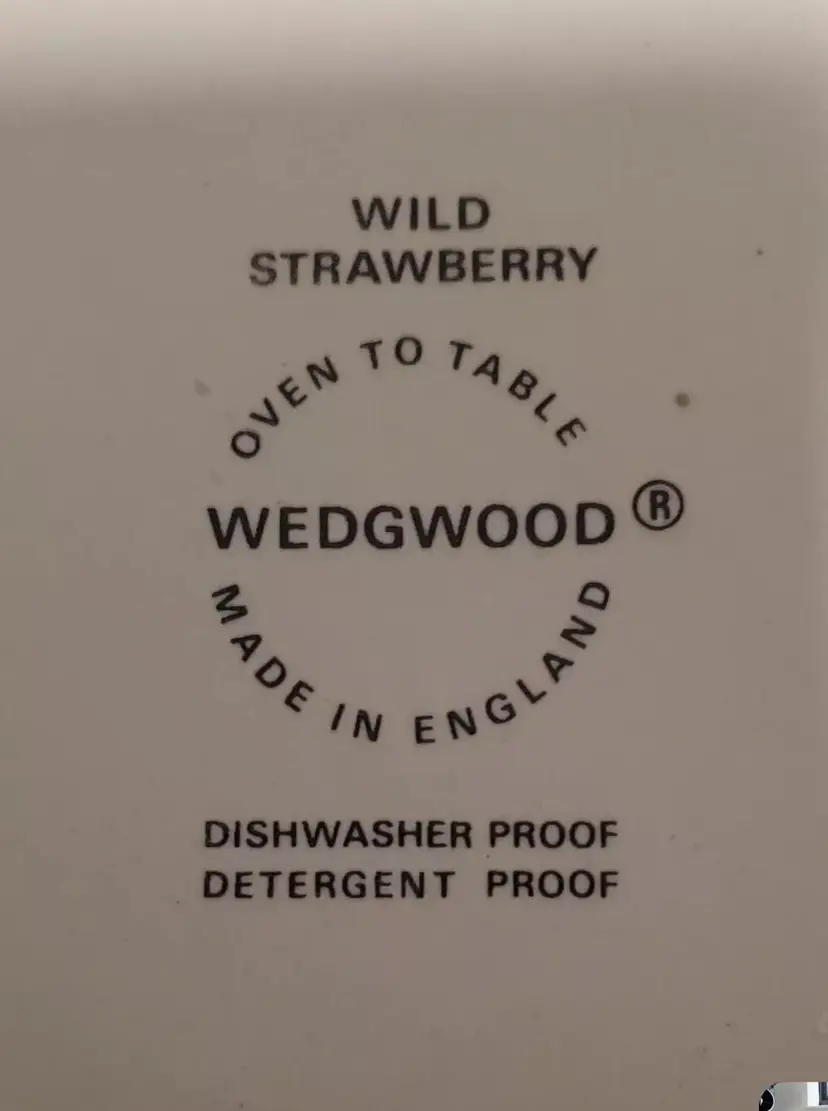 WILD
STRAWBERRY
OVEN TO TABLE
WEDGWOOD ®
MADE IN ENGLAND
DISHWASHER PROOF
DETERGENT PROOF